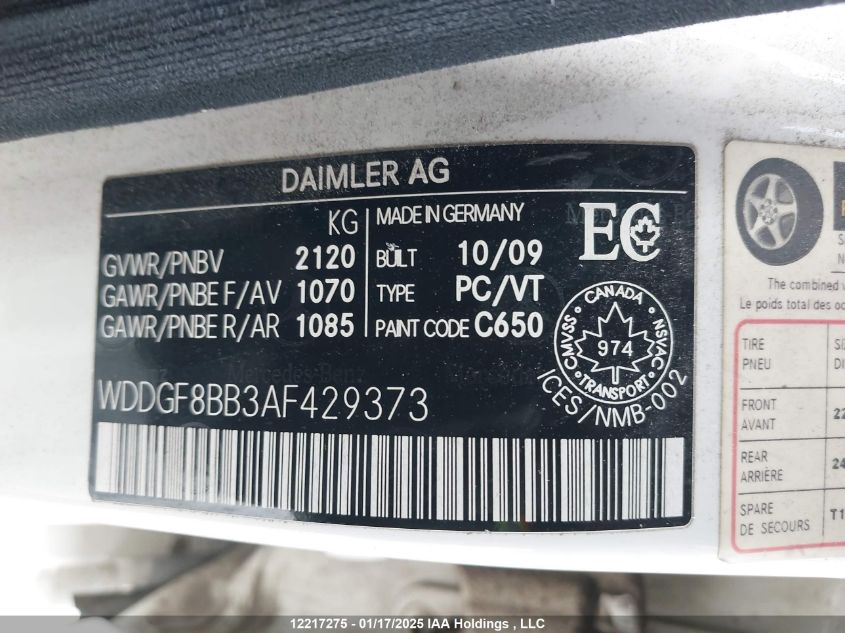 DAIMLER AG
KG
MADE IN GERMANY
GVWR/PNBV 2120
BUILT 10/09
GAWR/PNBE F/AV 1070
TYPE PC/VT
GAWR/PNBE R/AR 1085
PAINT CODE C650
EC
CANADA
CMVSS
974
NSVAC
TRANSPORT
ICES/NMB-002
WDDGF8BB3AF429373
The combined
Le poids total des
TIRE
PNEU
FRONT
AVANT
22
REAR
ARRIÈRE
24
SPARE
DE SECOURS
T1
12217275 - 01/17/2025 IAA Holdings , LLC